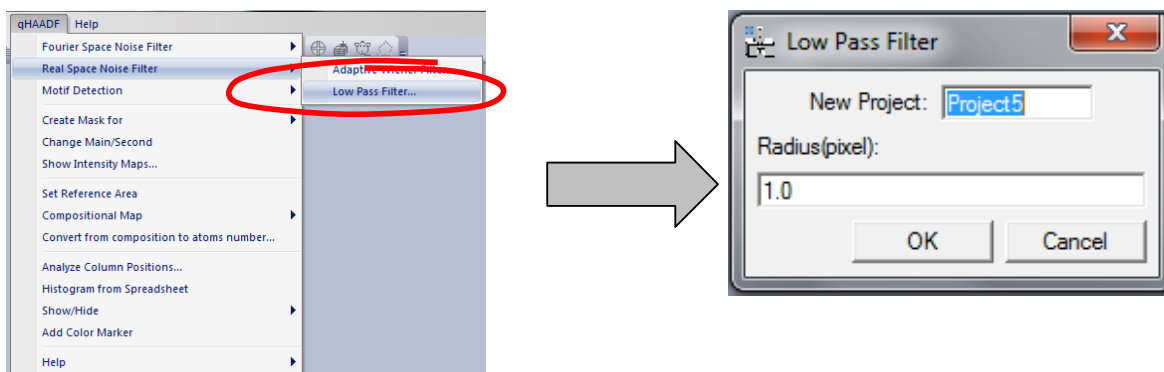 qHAADF Help
Fourier Space Noise Filter
Real Space Noise Filter
Adaptive Wiener Filter...
Motif Detection
Low Pass Filter...
Create Mask for
Change Main/Second
Show Intensity Maps...
Set Reference Area
Compositional Map
Convert from composition to atoms number...
Analyze Column Positions...
Histogram from Spreadsheet
Show/Hide
Add Color Marker
Help
Low Pass Filter
New Project: Project5
Radius(pixel):
1.0
OK Cancel